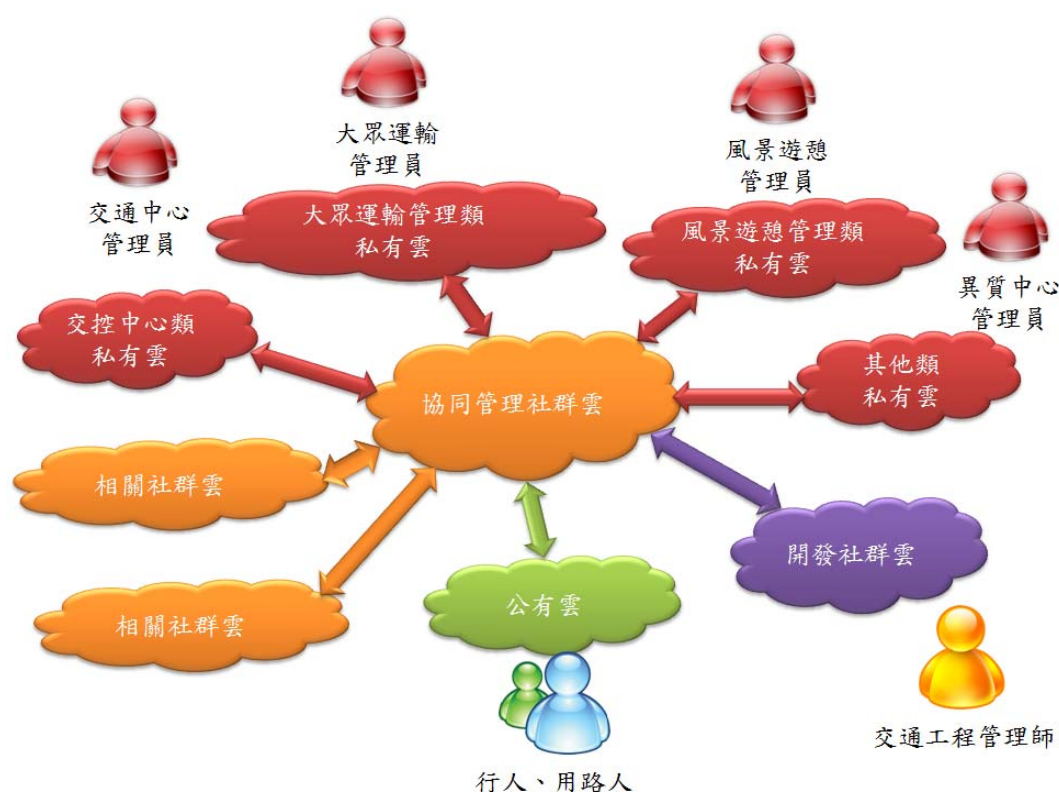 大眾運輸
管理員
風景遊憩
管理員
交通中心
管理員
大眾運輸管理類
私有雲
風景遊憩管理類
私有雲
異質中心
管理員
交控中心類
私有雲
其他類
私有雲
協同管理社群雲
相關社群雲
開發社群雲
公有雲
相關社群雲
交通工程管理師
行人、用路人